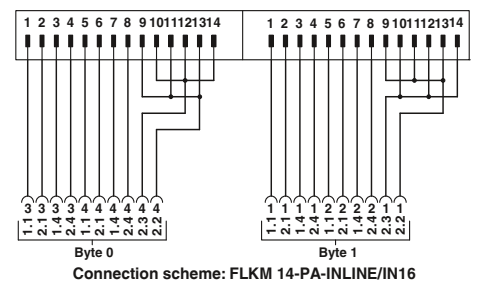 1 2 3 4 5 6 7 8 9 10 11 12 13 14
1 2 3 4 5 6 7 8 9 10 11 12 13 14
3 3 3 3 4 4 4 4 4 4
1.1 2.1 1.4 2.4 1.1 2.1 1.4 2.4 2.3 2.2
1 1 1 1 2 2 2 2 1 1
1.1 2.1 1.4 2.4 1.1 2.1 1.4 2.4 2.3 2.2
Byte 0
Byte 1
Connection scheme: FLKM 14-PA-INLINE/IN16